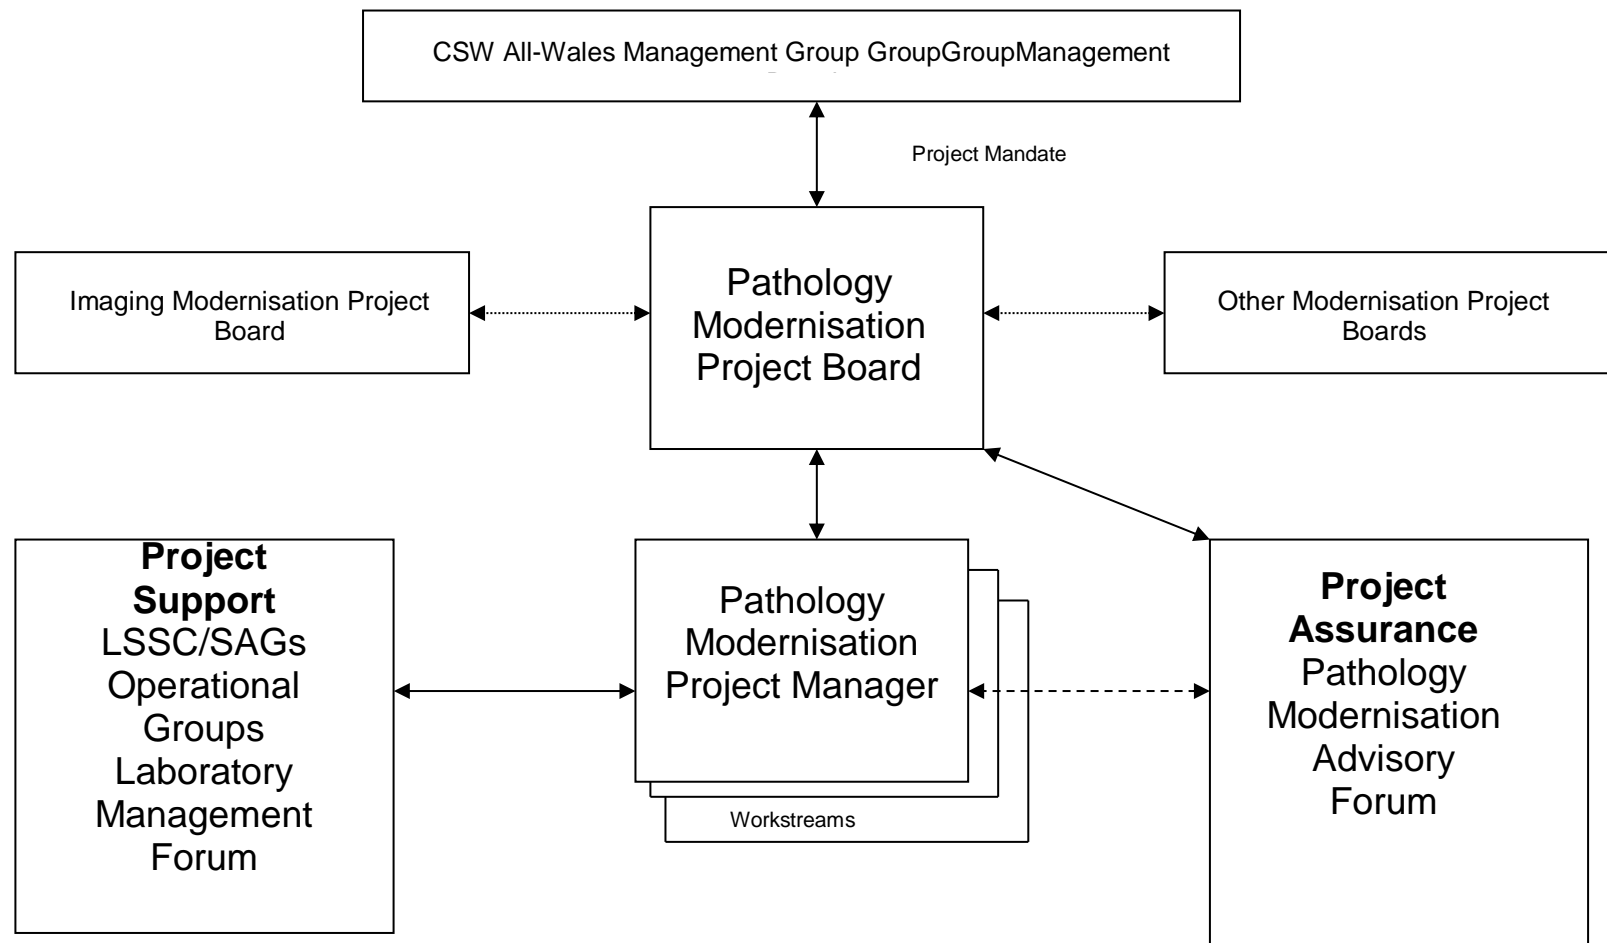 CSW All-Wales Management Group GroupGroupManagement
Project Mandate
Pathology
Modernisation
Project Board
Imaging Modernisation Project
Board
Other Modernisation Project
Boards
Project
Support
LSSC/SAGs
Operational
Groups
Laboratory
Management
Forum
Pathology
Modernisation
Project Manager
Workstreams
Project
Assurance
Pathology
Modernisation
Advisory
Forum